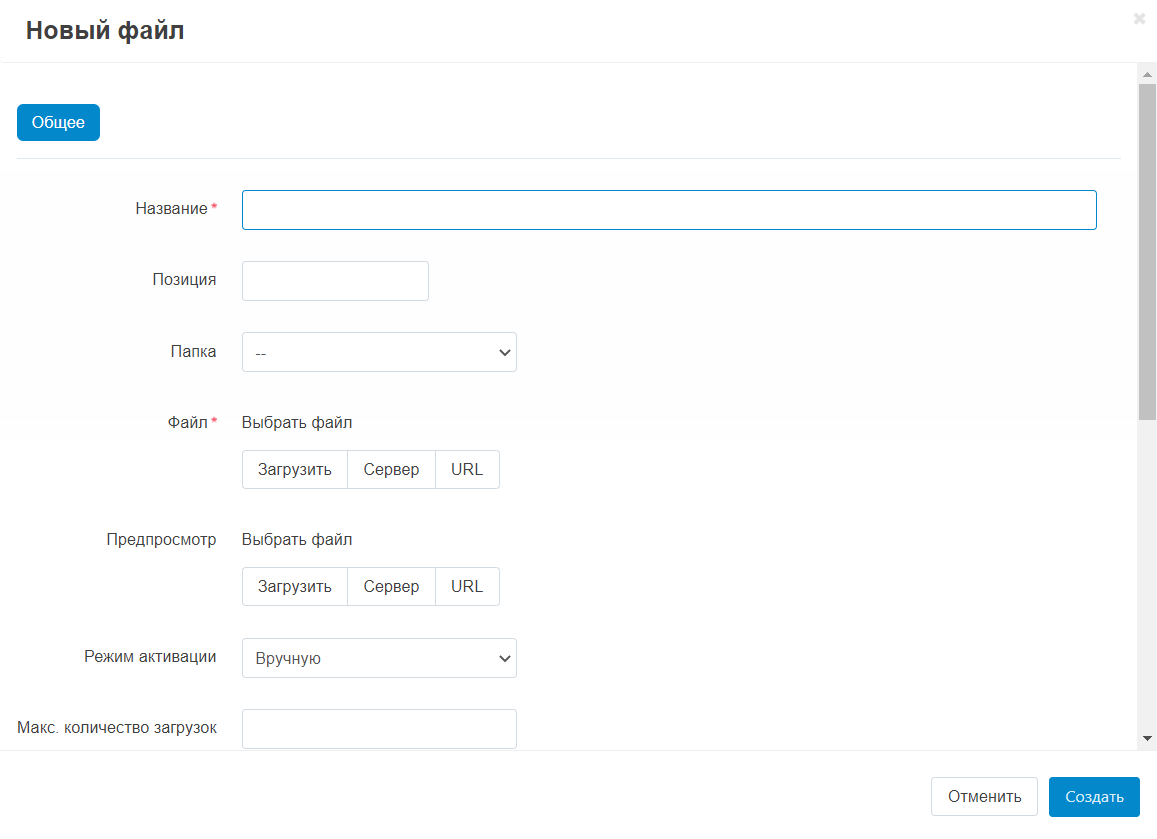 Новый файл
Общее
Название *
Позиция
Папка --
Файл * Выбрать файл
Загрузить Сервер URL
Предпросмотр Выбрать файл
Загрузить Сервер URL
Режим активации Вручную
Макс. количество загрузок
Отменить Создать